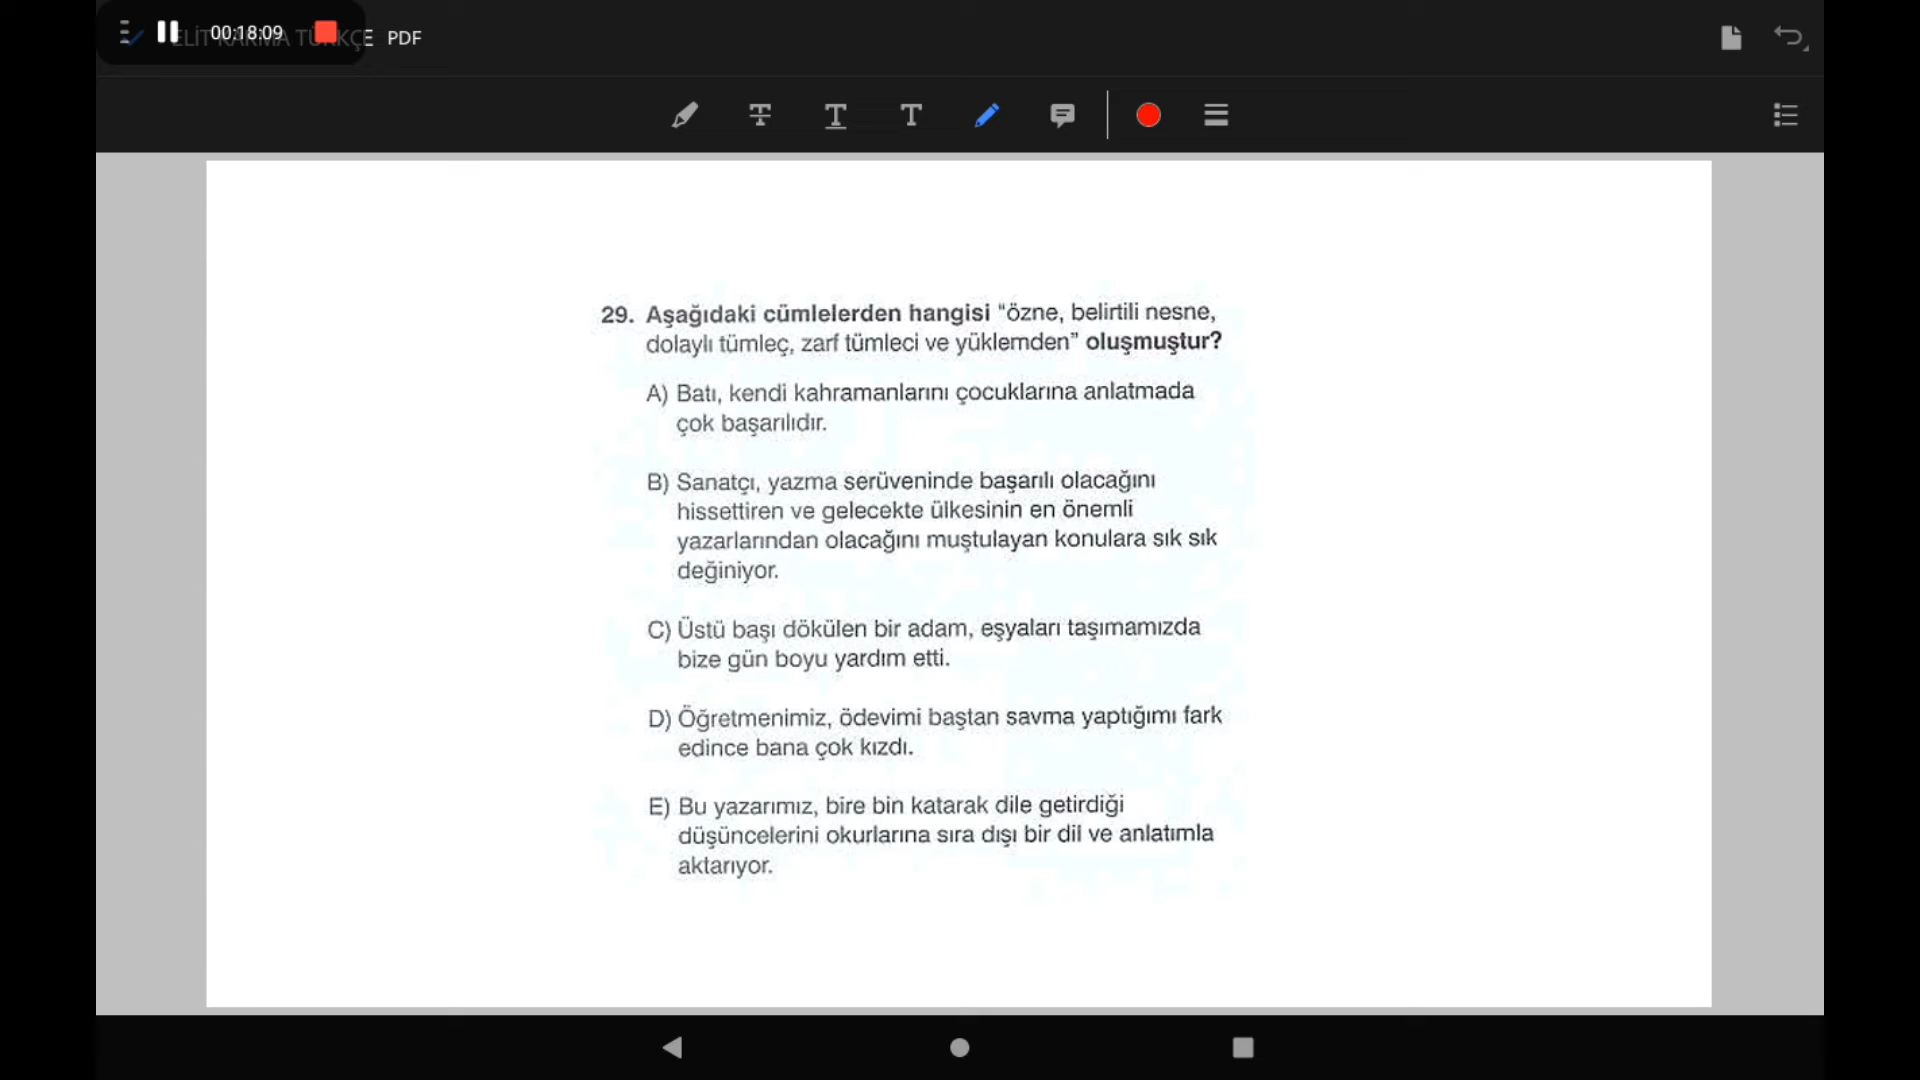 00:18:09
ELİT KARMA TÜRKÇE PDF
29. Aşağıdaki cümlelerden hangisi “özne, belirtili nesne,
dolaylı tümleç, zarf tümleci ve yüklemden” oluşmuştur?
A) Batı, kendi kahramanlarını çocuklarına anlatmada
çok başarılıdır.
B) Sanatçı, yazma serüveninde başarılı olacağını
hissettiren ve gelecekte ülkesinin en önemli
yazarlarından olacağını muştulayan konulara sık sık
değiniyor.
C) Üstü başı dökülen bir adam, eşyaları taşımamızda
bize gün boyu yardım etti.
D) Öğretmenimiz, ödevimi baştan savma yaptığımı fark
edince bana çok kızdı.
E) Bu yazarımız, bire bin katarak dile getirdiği
düşüncelerini okurlarına sıra dışı bir dil ve anlatımla
aktarıyor.